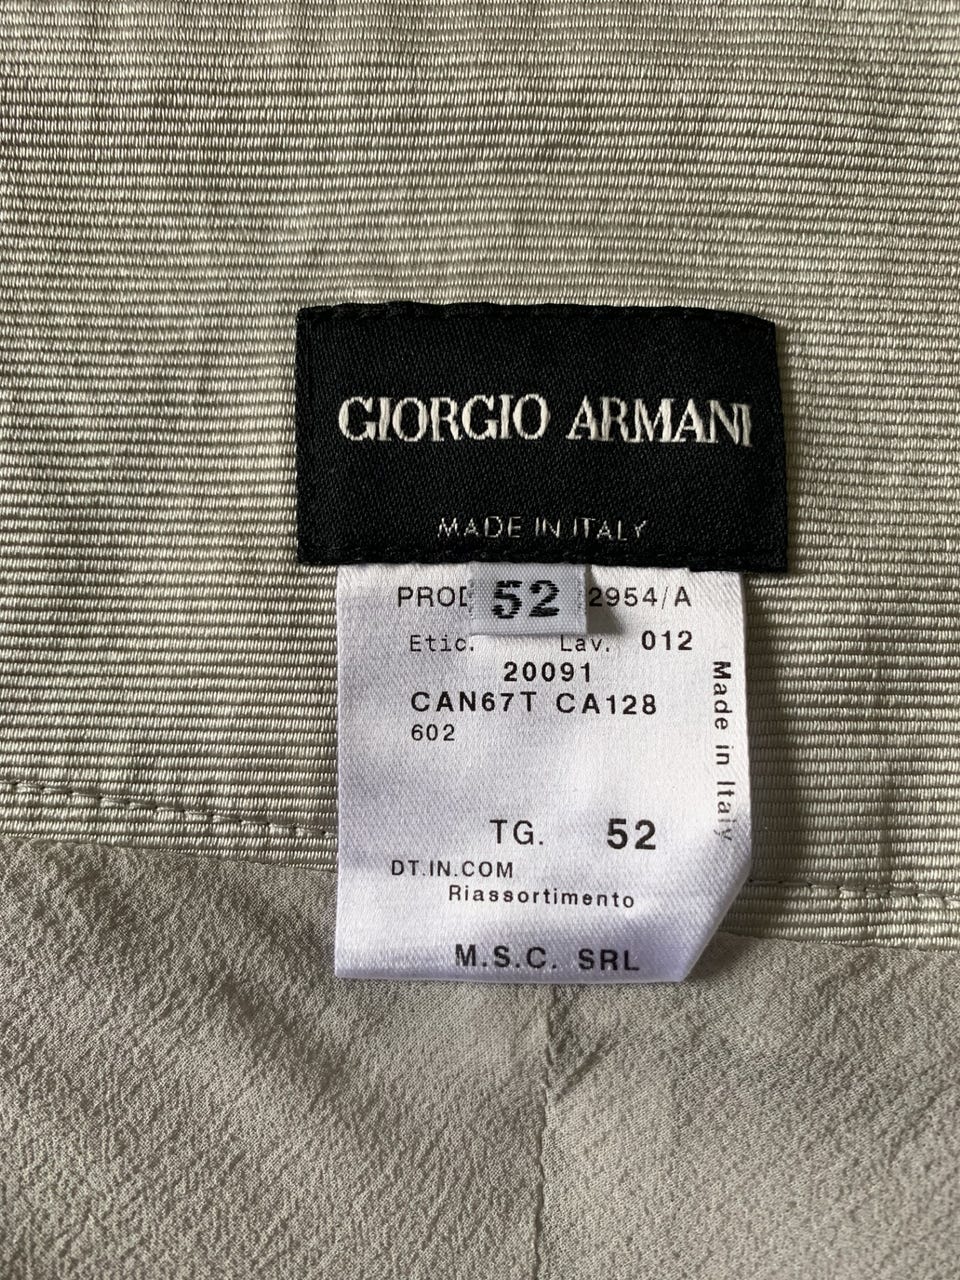 GIORGIO ARMANI
MADE IN ITALY
52
2954/A
Etic. Lav. 012
20091
CAN67T CA128
602
Made in Italy
TG. 52
DT.IN.COM
Riassortimento
M.S.C. SRL